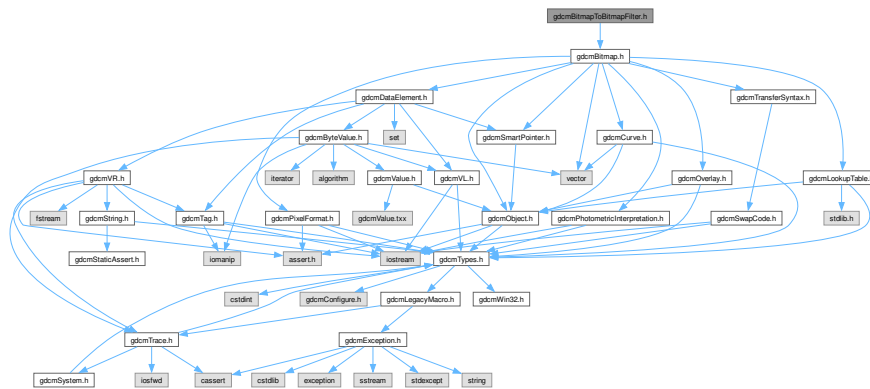 gdcmBitmapToBitmapFilter.h
gdcmBitmap.h
gdcmDataElement.h
gdcmTransferSyntax.h
gdcmByteValue.h
set
gdcmSmartPointer.h
gdcmCurve.h
gdcmVR.h
iterator
algorithm
gdcmValue.h
gdcmVL.h
vector
gdcmOverlay.h
gdcmLookupTable.h
fstream
gdcmString.h
gdcmTag.h
gdcmPixelFormat.h
gdcmValue.txx
gdcmObject.h
gdcmPhotometricInterpretation.h
gdcmSwapCode.h
stdlib.h
gdcmStaticAssert.h
iomanip
assert.h
iostream
gdcmTypes.h
cstdint
gdcmConfigure.h
gdcmLegacyMacro.h
gdcmWin32.h
gdcmTrace.h
gdcmException.h
gdcmSystem.h
iosfwd
cassert
cstdlib
exception
sstream
stdexcept
string